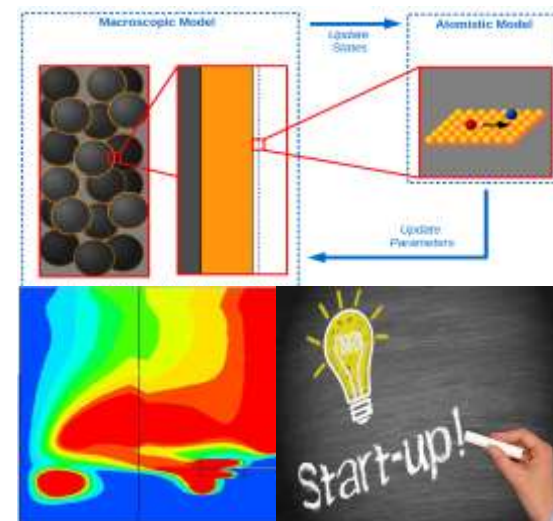 Macroscopic Model
Update
States
Atomistic Model
Update
Parameters
Start-up!